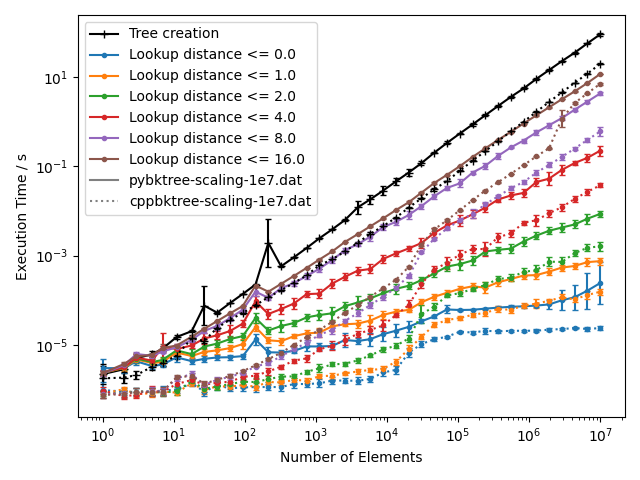 Tree creation
Lookup distance <= 0.0
Lookup distance <= 1.0
Lookup distance <= 2.0
Lookup distance <= 4.0
Lookup distance <= 8.0
Lookup distance <= 16.0
pybktree-scaling-1e7.dat
cppbktree-scaling-1e7.dat
Execution Time / s
10¹
10⁻¹
10⁻³
10⁻⁵
10⁰ 10¹ 10² 10³ 10⁴ 10⁵ 10⁶ 10⁷
Number of Elements